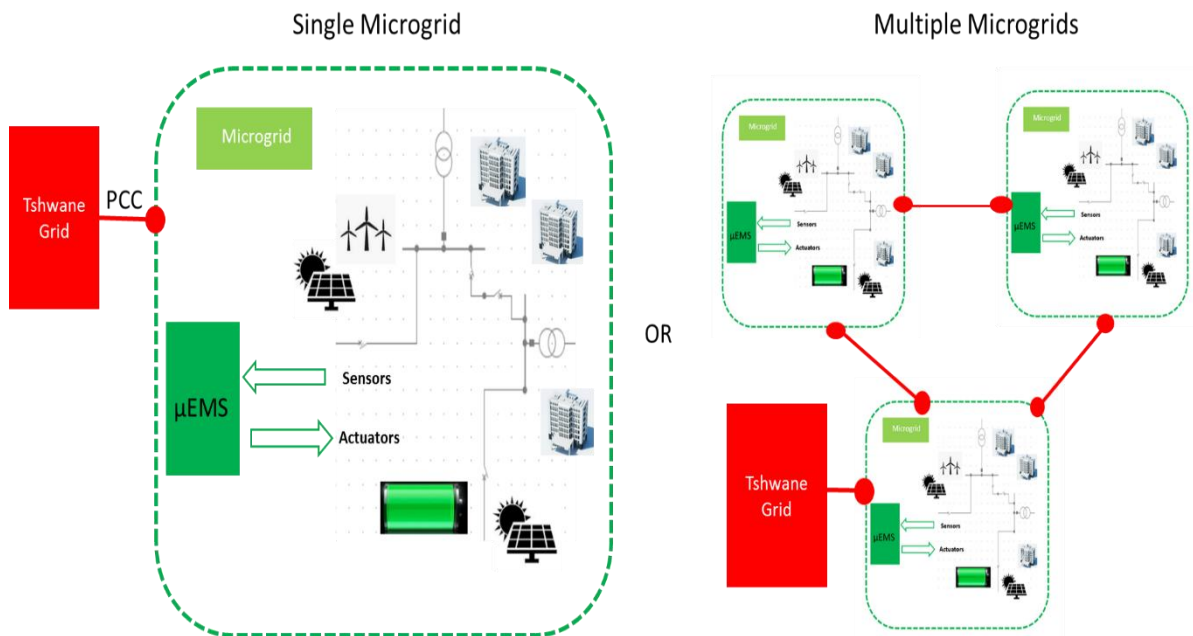 Single Microgrid
Multiple Microgrids
Microgrid
Tshwane
Grid
PCC
µEMS
Sensors
Actuators
OR
Microgrid
µEMS
Sensors
Actuators
Microgrid
µEMS
Sensors
Actuators
Tshwane
Grid
Microgrid
µEMS
Sensors
Actuators